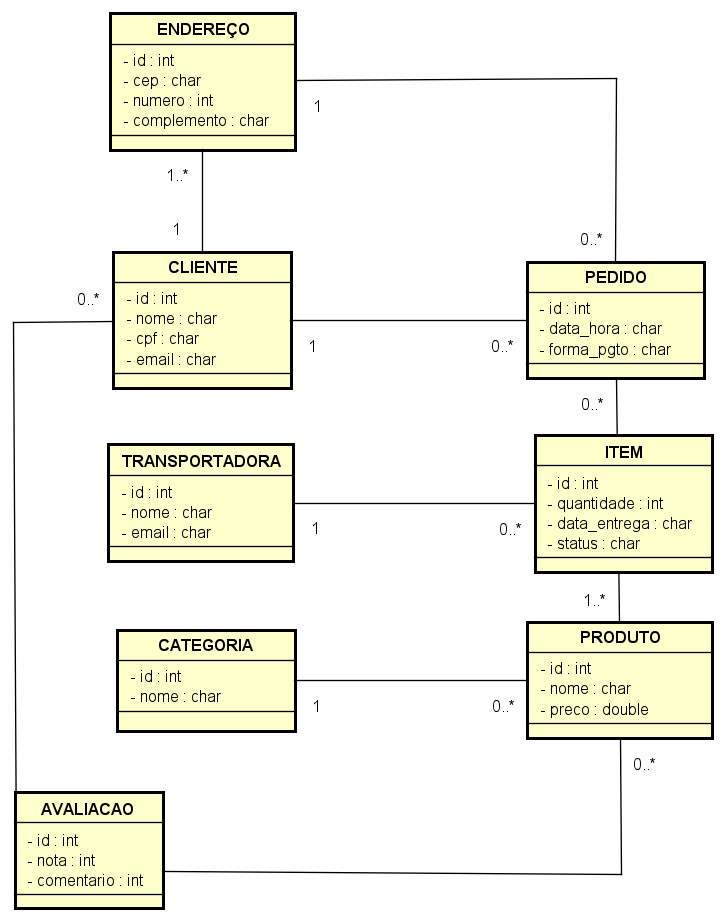 ENDEREÇO
- id : int
- cep : char
- numero : int
- complemento : char
1
1..*
1
0..*
CLIENTE
- id : int
- nome : char
- cpf : char
- email : char
0..*
1
0..*
PEDIDO
- id : int
- data_hora : char
- forma_pgto : char
0..*
TRANSPORTADORA
- id : int
- nome : char
- email : char
1
0..*
ITEM
- id : int
- quantidade : int
- data_entrega : char
- status : char
1..*
CATEGORIA
- id : int
- nome : char
1
0..*
PRODUTO
- id : int
- nome : char
- preco : double
0..*
AVALIACAO
- id : int
- nota : int
- comentario : int